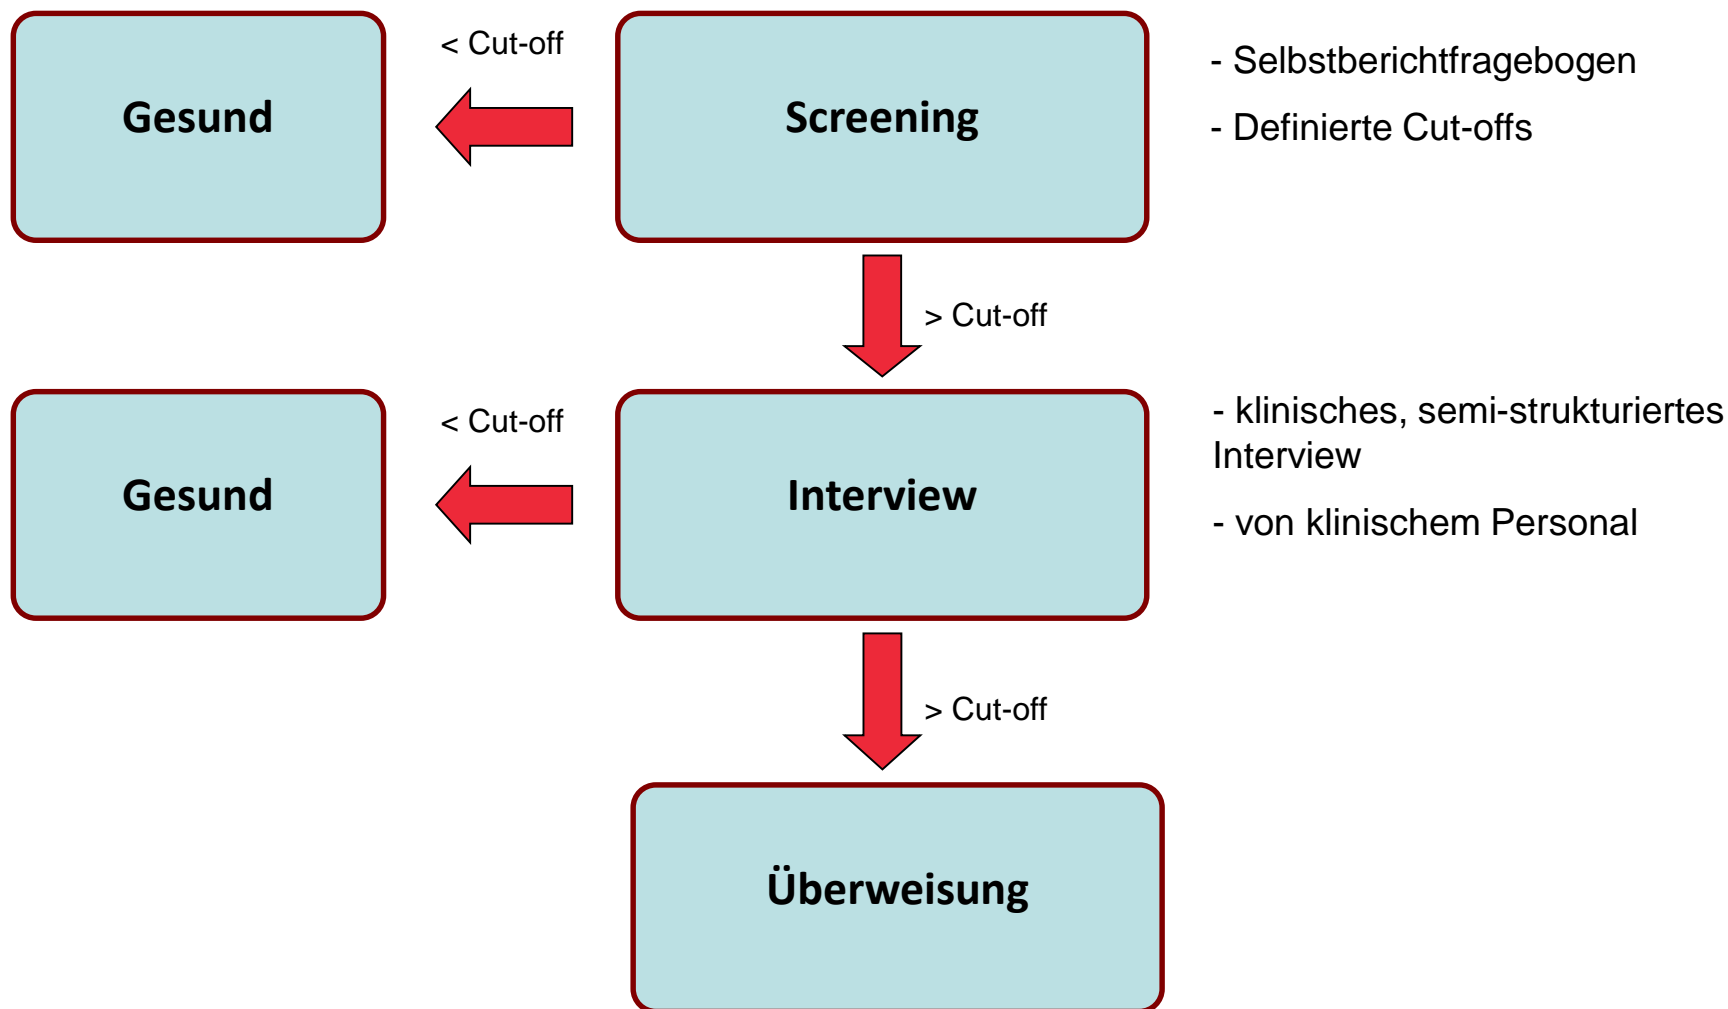 < Cut-off
Gesund
Screening
- Selbstberichtfragebogen
- Definierte Cut-offs
> Cut-off
< Cut-off
Gesund
Interview
- klinisches, semi-strukturiertes
Interview
- von klinischem Personal
> Cut-off
Überweisung